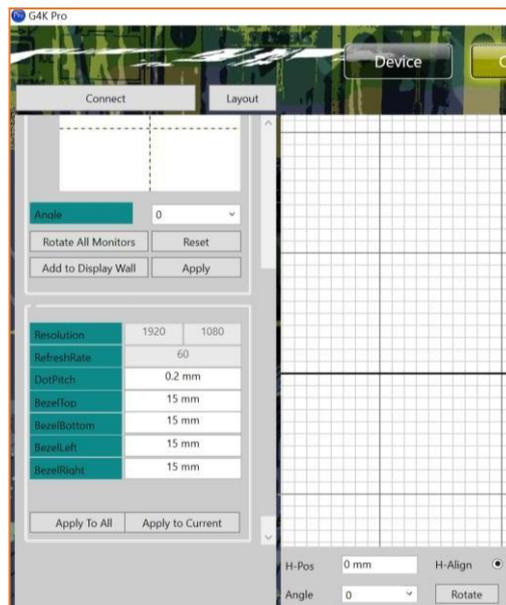 Pro G4K Pro
Device
Connect Layout
Angle 0
Rotate All Monitors Reset
Add to Display Wall Apply
Resolution 1920 1080
RefreshRate 60
DotPitch 0.2 mm
BezelTop 15 mm
BezelBottom 15 mm
BezelLeft 15 mm
BezelRight 15 mm
Apply To All Apply to Current
H-Pos 0 mm H-Align
Angle 0 Rotate